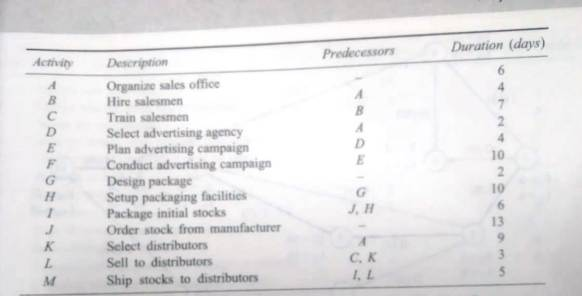 Activity Description Predecessors Duration (days)
A Organize sales office – 6
B Hire salesmen A 4
C Train salesmen B 7
D Select advertising agency A 2
E Plan advertising campaign D 4
F Conduct advertising campaign E 10
G Design package – 2
H Setup packaging facilities G 10
I Package initial stocks J, H 6
J Order stock from manufacturer – 13
K Select distributors A 9
L Sell to distributors C, K 3
M Ship stocks to distributors I, L 5